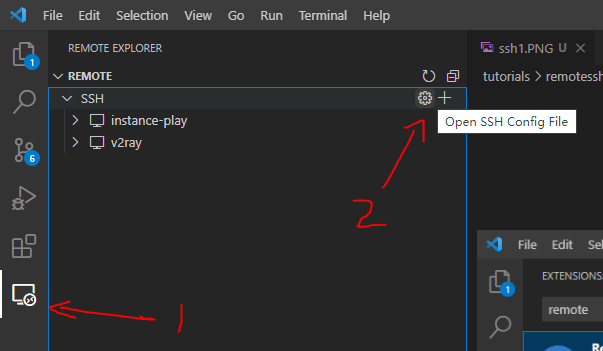 File Edit Selection View Go Run Terminal Help
REMOTE EXPLORER
REMOTE
SSH
Open SSH Config File
instance-play
v2ray
1
6
1
2
ssh1.PNG U
tutorials > remotessh
File Edit Sele
1
EXTENSIONS:
remote
Re